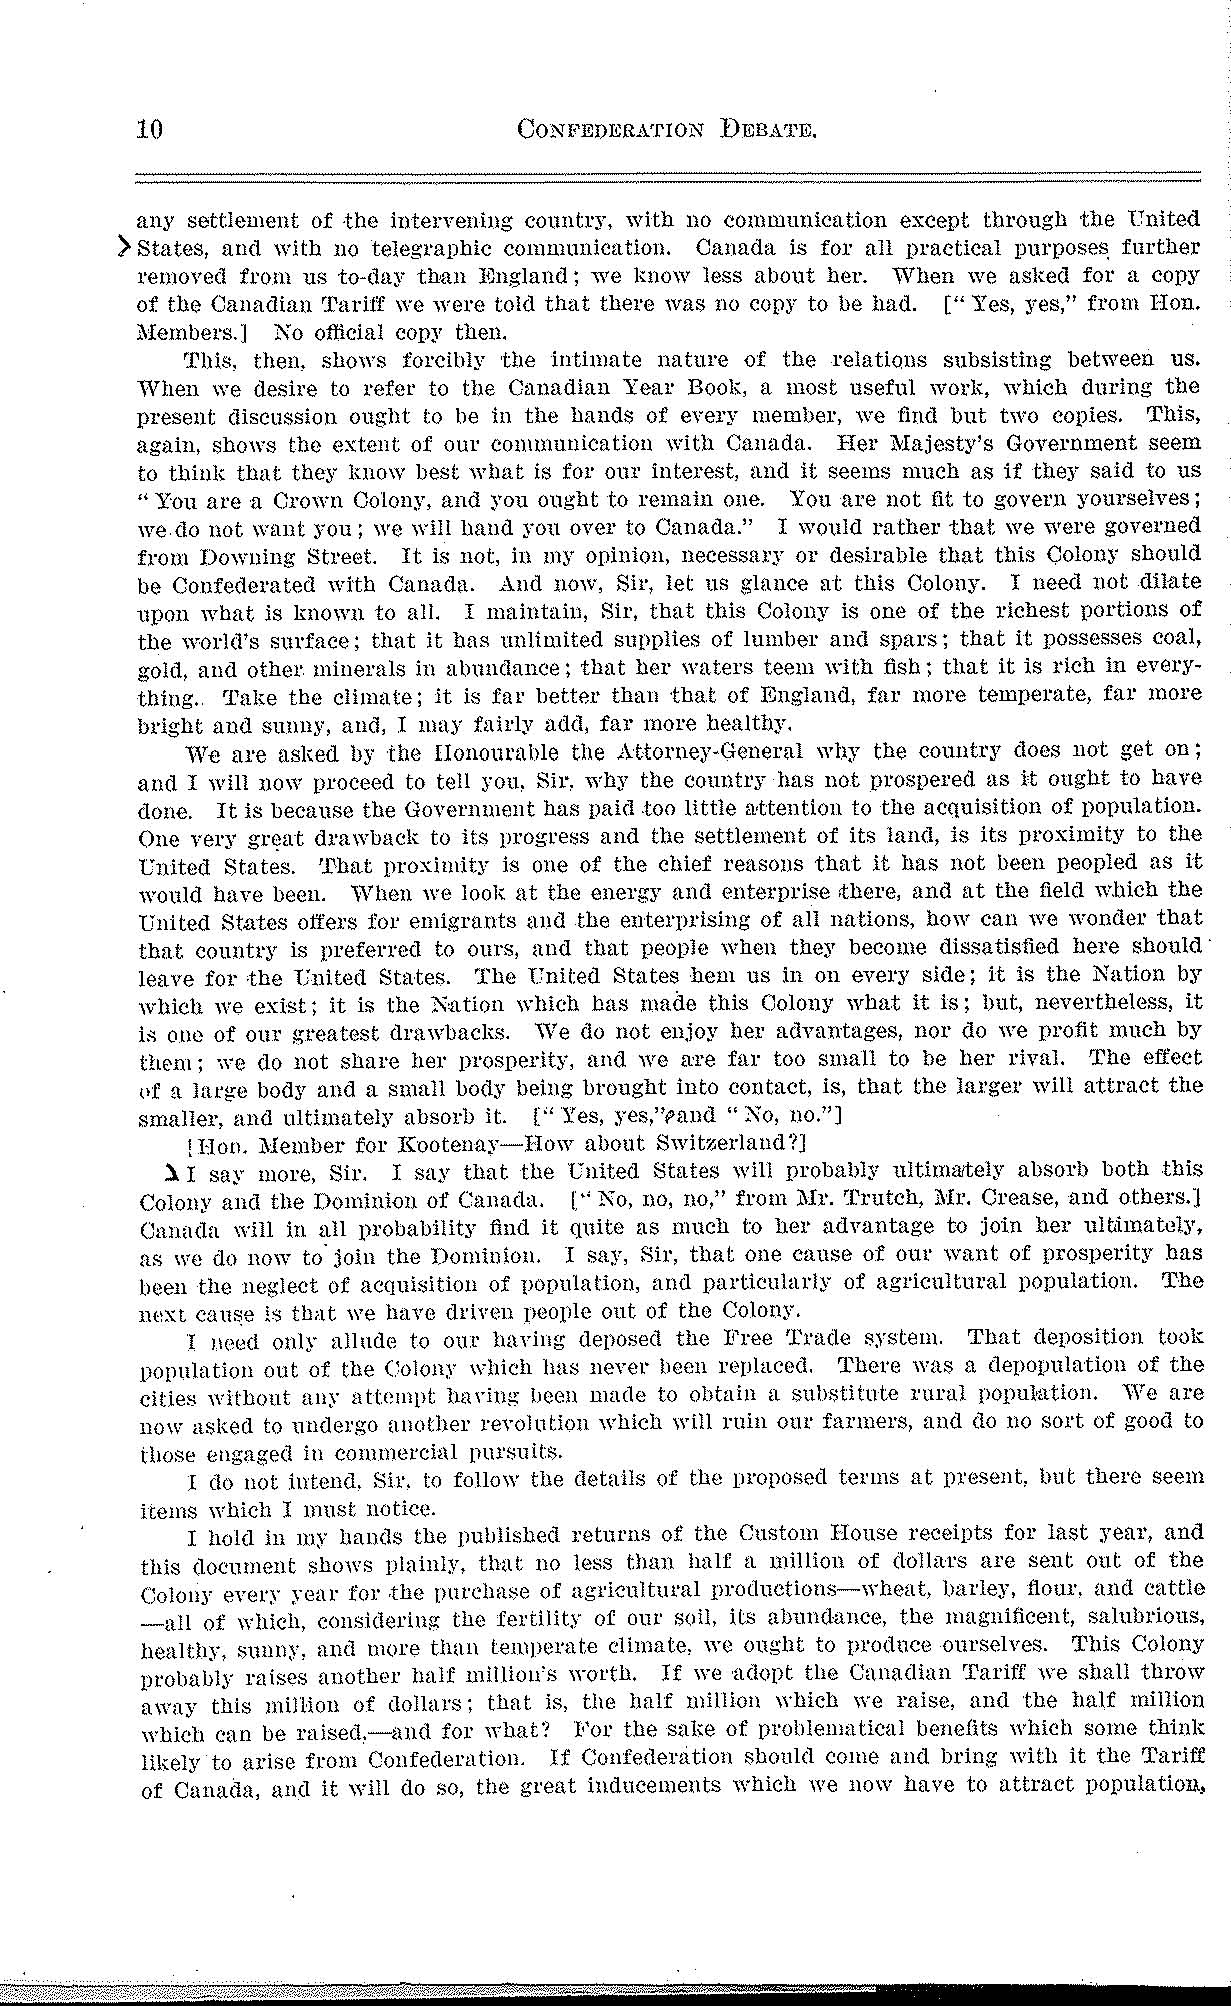 10 CONFEDERATION DEBATE.
any settlement of the intervening country, with no communication except through the United
States, and with no telegraphic communication. Canada is for all practical purposes further
removed from us to-day than England; we know less about her. When we asked for a copy
of the Canadian Tariff we were told that there was no copy to be had. ["Yes, yes," from Hon.
Members.] No official copy then.
This, then, shows forcibly the intimate nature of the relations subsisting between us.
When we desire to refer to the Canadian Year Book, a most useful work, which during the
present discussion ought to be in the hands of every member, we find but two copies. This,
again, shows the extent of our communication with Canada. Her Majesty's Government seem
to think that they know best what is for our interest, and it seems much as if they said to us
"You are a Crown Colony, and you ought to remain one. You are not fit to govern yourselves;
we do not want you; we will hand you over to Canada." I would rather that we were governed
from Downing Street. It is not, in my opinion, necessary or desirable that this Colony should
be Confederated with Canada. And now, Sir, let us glance at this Colony. I need not dilate
upon what is known to all. I maintain, Sir, that this Colony is one of the richest portions of
the world's surface; that it has unlimited supplies of lumber and spars; that it possesses coal,
gold, and other minerals in abundance; that her waters teem with fish; that it is rich in every-
thing. Take the climate; it is far better than that of England, far more temperate, far more
bright and sunny, and, I may fairly add, far more healthy.
We are asked by the Honourable the Attorney-General why the country does not get on;
and I will now proceed to tell you, Sir, why the country has not prospered as it ought to have
done. It is because the Government has paid too little attention to the acquisition of population.
One very great drawback to its progress and the settlement of its land, is its proximity to the
United States. That proximity is one of the chief reasons that it has not been peopled as it
would have been. When we look at the energy and enterprise there, and at the field which the
United States offers for emigrants and the enterprising of all nations, how can we wonder that
that country is preferred to ours, and that people when they become dissatisfied here should
leave for the United States. The United States hem us in on every side; it is the Nation by
which we exist; it is the Nation which has made this Colony what it is; but, nevertheless, it
is one of our greatest drawbacks. We do not enjoy her advantages, nor do we profit much by
them; we do not share her prosperity, and we are far too small to be her rival. The effect
of a large body and a small body being brought into contact, is, that the larger will attract the
smaller, and ultimately absorb it. ["Yes, yes," and "No, no."]
[Hon. Member for Kootenay—How about Switzerland?]
I say more, Sir. I say that the United States will probably ultimately absorb both this
Colony and the Dominion of Canada. ["No, no, no," from Mr. Trutch, Mr. Crease, and others.]
Canada will in all probability find it quite as much to her advantage to join her ultimately,
as we do now to join the Dominion. I say, Sir, that one cause of our want of prosperity has
been the neglect of acquisition of population, and particularly of agricultural population. The
next cause is that we have driven people out of the Colony.
I need only allude to our having deposed the Free Trade system. That deposition took
population out of the Colony which has never been replaced. There was a depopulation of the
cities without any attempt having been made to obtain a substitute rural population. We are
now asked to undergo another revolution which will ruin our farmers, and do no sort of good to
those engaged in commercial pursuits.
I do not intend, Sir, to follow the details of the proposed terms at present, but there seem
items which I must notice.
I hold in my hands the published returns of the Custom House receipts for last year, and
this document shows plainly, that no less than half a million of dollars are sent out of the
Colony every year for the purchase of agricultural productions—wheat, barley, flour, and cattle
—all of which, considering the fertility of our soil, its abundance, the magnificent, salubrious,
healthy, sunny, and more than temperate climate, we ought to produce ourselves. This Colony
probably raises another half million's worth. If we adopt the Canadian Tariff we shall throw
away this million of dollars; that is, the half million which we raise, and the half million
which can be raised,—and for what? For the sake of problematical benefits which some think
likely to arise from Confederation. If Confederation should come and bring with it the Tariff
of Canada, and it will do so, the great inducements which we now have to attract population,